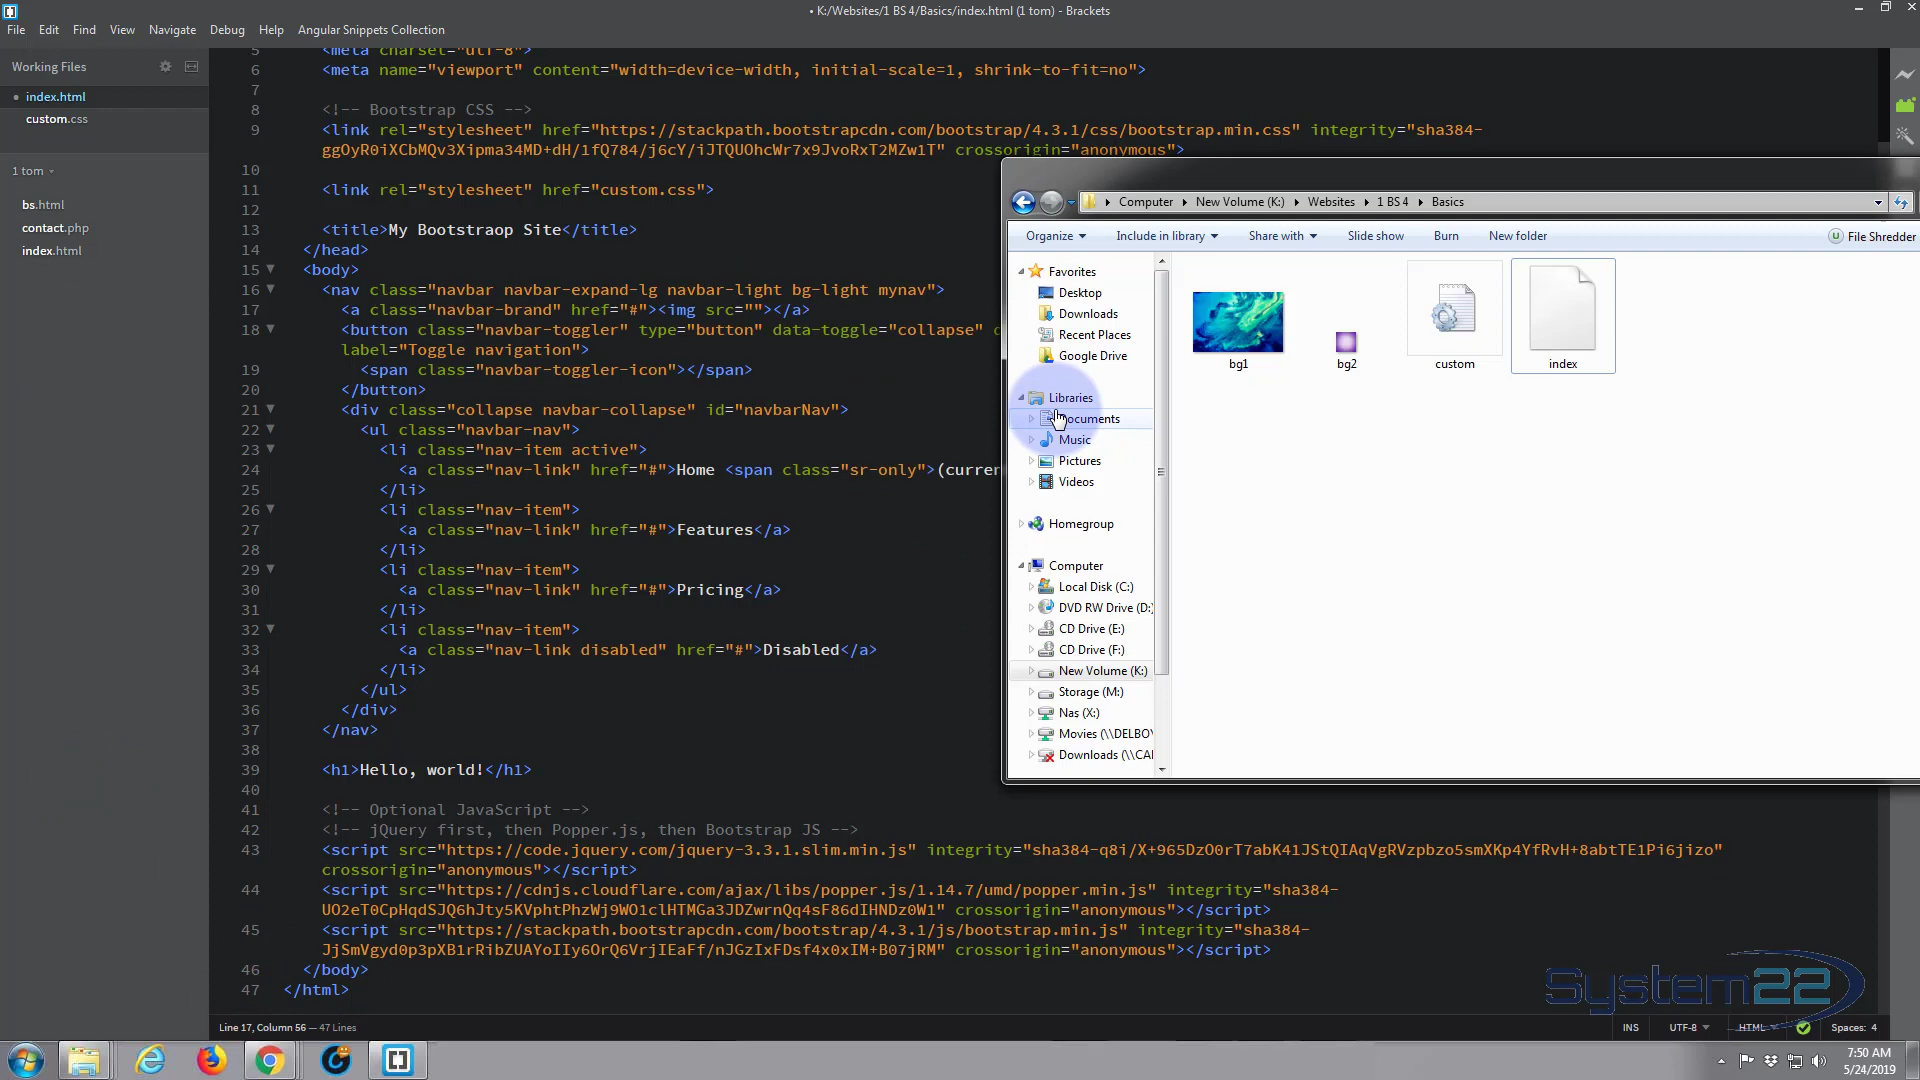 • K:/Websites/1 BS 4/Basics/index.html (1 tom) - Brackets
File Edit Find View Navigate Debug Help Angular Snippets Collection
Working Files
index.html
custom.css
1 tom
bs.html
contact.php
index.html
5 <meta charset="utf-8">
6 <meta name="viewport" content="width=device-width, initial-scale=1, shrink-to-fit=no">
7
8 <!-- Bootstrap CSS -->
9 <link rel="stylesheet" href="https://stackpath.bootstrapcdn.com/bootstrap/4.3.1/css/bootstrap.min.css" integrity="sha384-
ggOyR0iXCbMQv3Xipma34MD+dH/1fQ784/j6cY/iJTQUOhcWr7x9JvoRxT2MZw1T" crossorigin="anonymous">
10
11 <link rel="stylesheet" href="custom.css">
12
13 <title>My Bootstraop Site</title>
14 </head>
15 <body>
16 <nav class="navbar navbar-expand-lg navbar-light bg-light mynav">
17 <a class="navbar-brand" href="#"><img src=""></a>
18 <button class="navbar-toggler" type="button" data-toggle="collapse"
label="Toggle navigation">
19 <span class="navbar-toggler-icon"></span>
20 </button>
21 <div class="collapse navbar-collapse" id="navbarNav">
22 <ul class="navbar-nav">
23 <li class="nav-item active">
24 <a class="nav-link" href="#">Home <span class="sr-only">(curren
25 </li>
26 <li class="nav-item">
27 <a class="nav-link" href="#">Features</a>
28 </li>
29 <li class="nav-item">
30 <a class="nav-link" href="#">Pricing</a>
31 </li>
32 <li class="nav-item">
33 <a class="nav-link disabled" href="#">Disabled</a>
34 </li>
35 </ul>
36 </div>
37 </nav>
38
39 <h1>Hello, world!</h1>
40
41 <!-- Optional JavaScript -->
42 <!-- jQuery first, then Popper.js, then Bootstrap JS -->
43 <script src="https://code.jquery.com/jquery-3.3.1.slim.min.js" integrity="sha384-q8i/X+965DzO0rT7abK41JStQIAqVgRVzpbzo5smXKp4YfRvH+8abtTE1Pi6jizo"
crossorigin="anonymous"></script>
44 <script src="https://cdnjs.cloudflare.com/ajax/libs/popper.js/1.14.7/umd/popper.min.js" integrity="sha384-
UO2eT0CpHqdSJQ6hJty5KVphtPhzWj9WO1clHTMGa3JDZwrnQq4sF86dIHNDz0W1" crossorigin="anonymous"></script>
45 <script src="https://stackpath.bootstrapcdn.com/bootstrap/4.3.1/js/bootstrap.min.js" integrity="sha384-
JjSmVgyd0p3pXB1rRibZUAYoIIy6OrQ6VrjIEaFf/nJGzIxFDsf4x0xIM+B07jRM" crossorigin="anonymous"></script>
46 </body>
47 </html>
Computer New Volume (K:) Websites 1 BS 4 Basics
Organize Include in library Share with Slide show Burn New folder File Shredder
Favorites
Desktop
Downloads
Recent Places
Google Drive
Libraries
Documents
Music
Pictures
Videos
Homegroup
Computer
Local Disk (C:)
DVD RW Drive (D:)
CD Drive (E:)
CD Drive (F:)
New Volume (K:)
Storage (M:)
Nas (X:)
Movies (\\DELBOY
Downloads (\\CAI
bg1 bg2 custom index
System22
Line 17, Column 56 — 47 Lines
INS UTF-8 HTML Spaces: 4
7:50 AM
5/24/2019